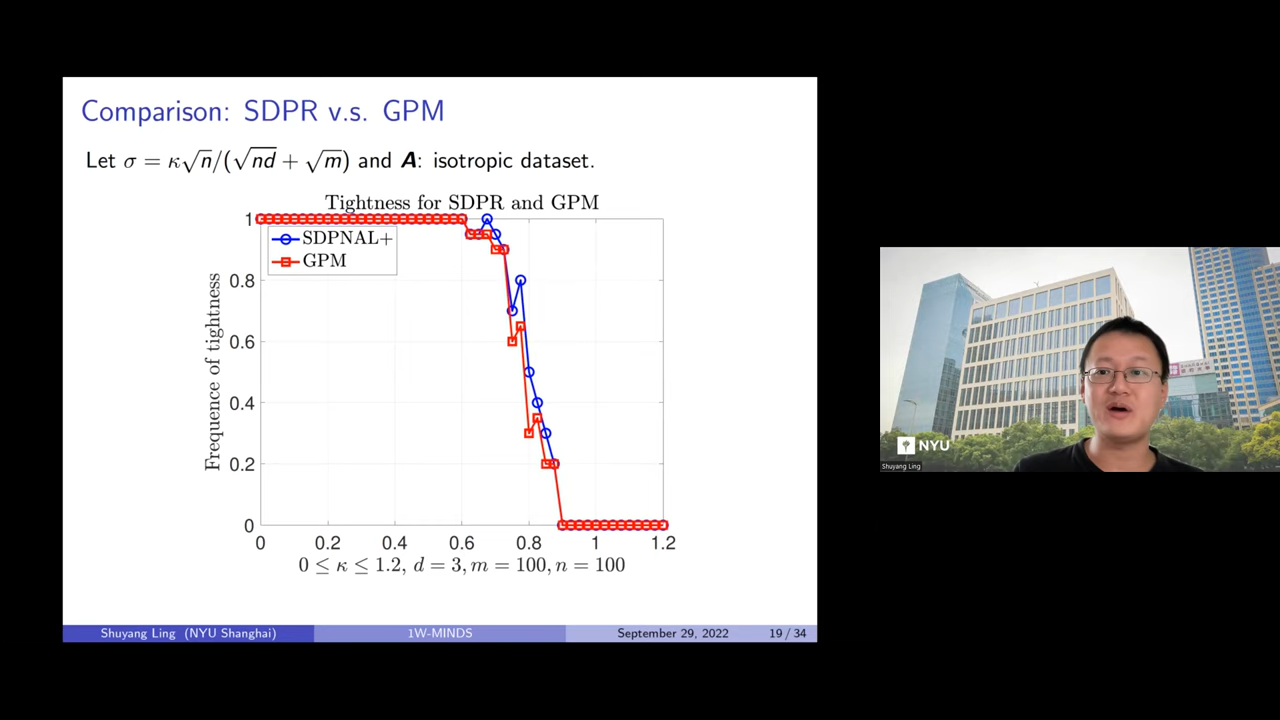 Comparison: SDPR v.s. GPM
Let σ = κ√n/(√nd + √m) and A: isotropic dataset.
Tightness for SDPR and GPM
SDPNAL+
GPM
Frequence of tightness
1
0.8
0.6
0.4
0.2
0
0 0.2 0.4 0.6 0.8 1 1.2
0 ≤ κ ≤ 1.2, d = 3, m = 100, n = 100
Shuyang Ling (NYU Shanghai) 1W-MINDS September 29, 2022 19 / 34
NYU
Shuyang Ling